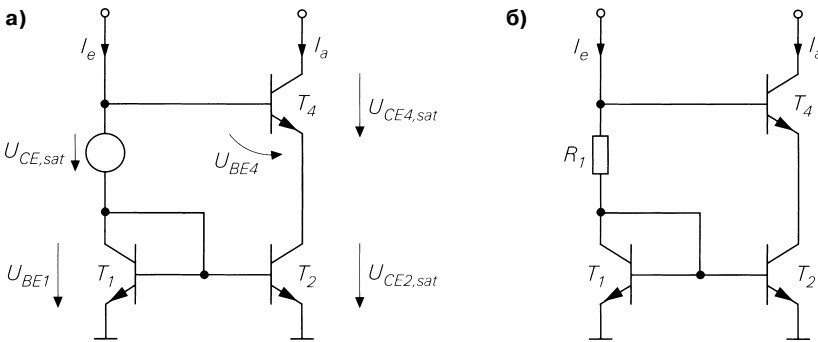 а)
I_e
I_a
T_4
U_CE4,sat
U_CE,sat
U_BE4
U_BE1
T_1
T_2
U_CE2,sat
б)
I_e
I_a
T_4
R_1
T_1
T_2